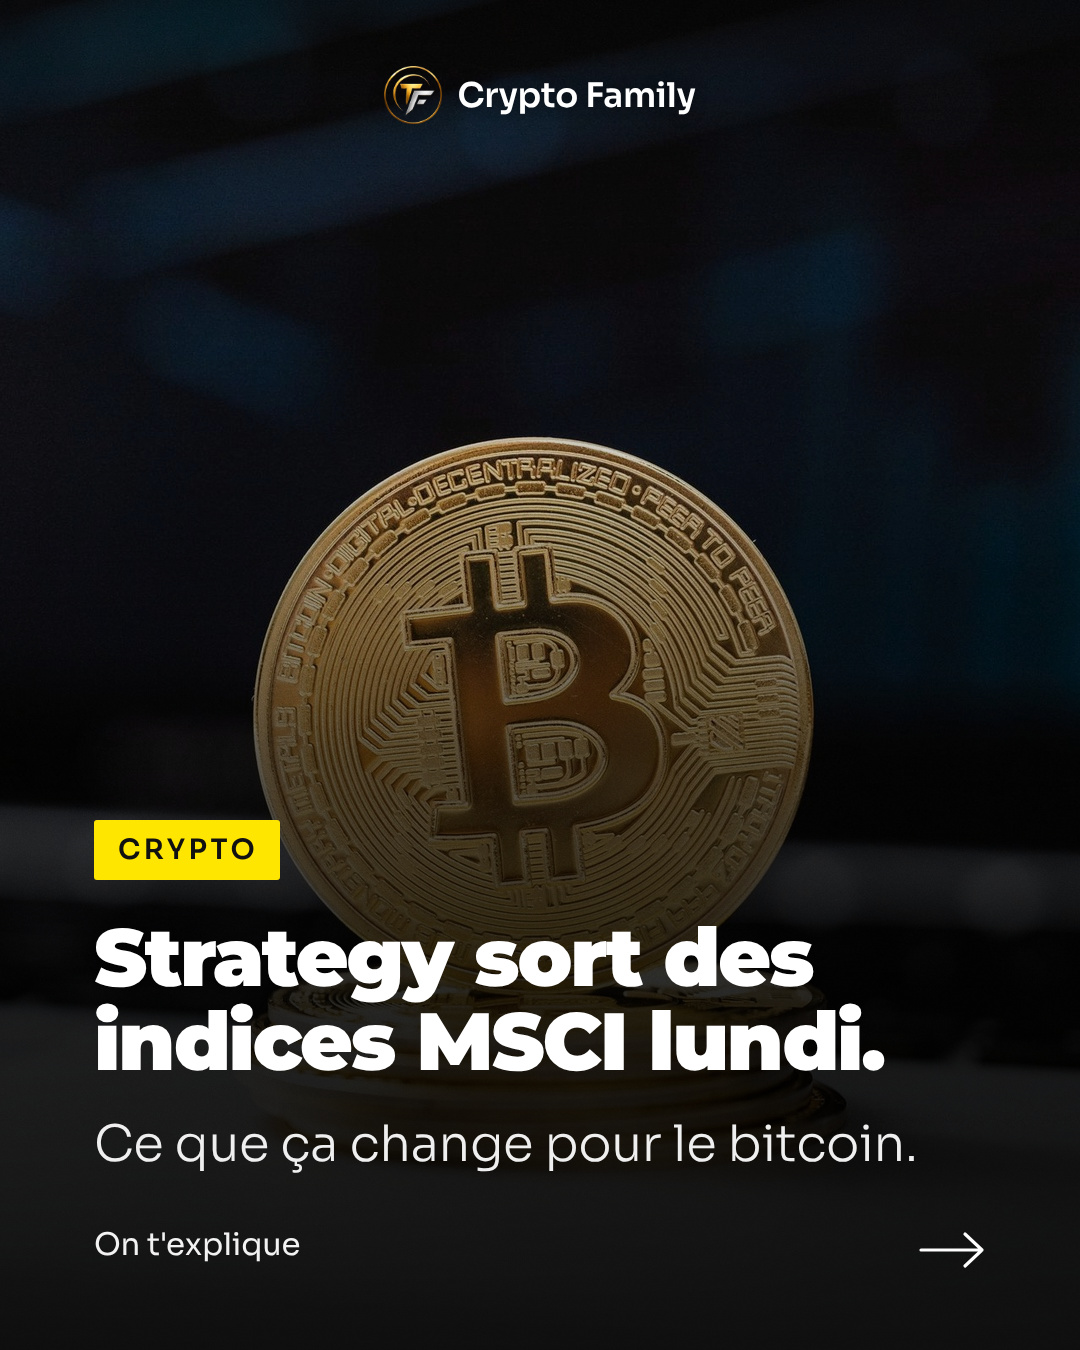 Crypto Family
BITCOIN · DIGITAL · DECENTRALIZED · PEER TO PEER
CRYPTO
Strategy sort des
indices MSCI lundi.
Ce que ça change pour le bitcoin.
On t'explique